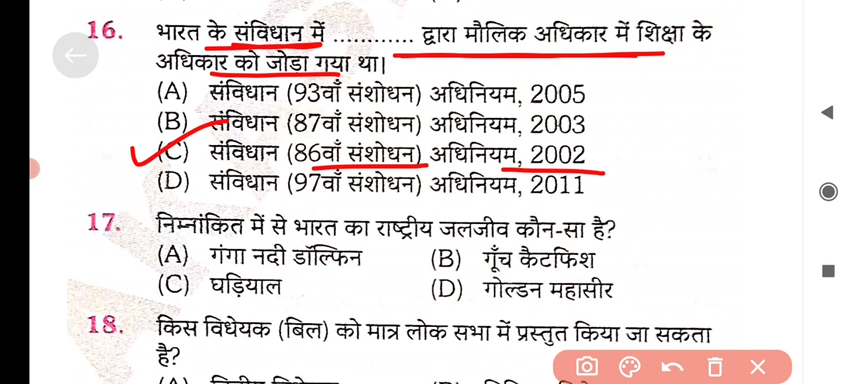 16. भारत के संविधान में ............ द्वारा मौलिक अधिकार में शिक्षा के
अधिकार को जोडा गया था।
(A) संविधान (93वाँ संशोधन) अधिनियम, 2005
(B) संविधान (87वाँ संशोधन) अधिनियम, 2003
(C) संविधान (86वाँ संशोधन) अधिनियम, 2002
(D) संविधान (97वाँ संशोधन) अधिनियम, 2011
17. निम्नांकित में से भारत का राष्ट्रीय जलजीव कौन-सा है?
(A) गंगा नदी डॉल्फिन (B) गूँच कैटफिश
(C) घड़ियाल (D) गोल्डन महासीर
18. किस विधेयक (बिल) को मात्र लोक सभा में प्रस्तुत किया जा सकता
है?